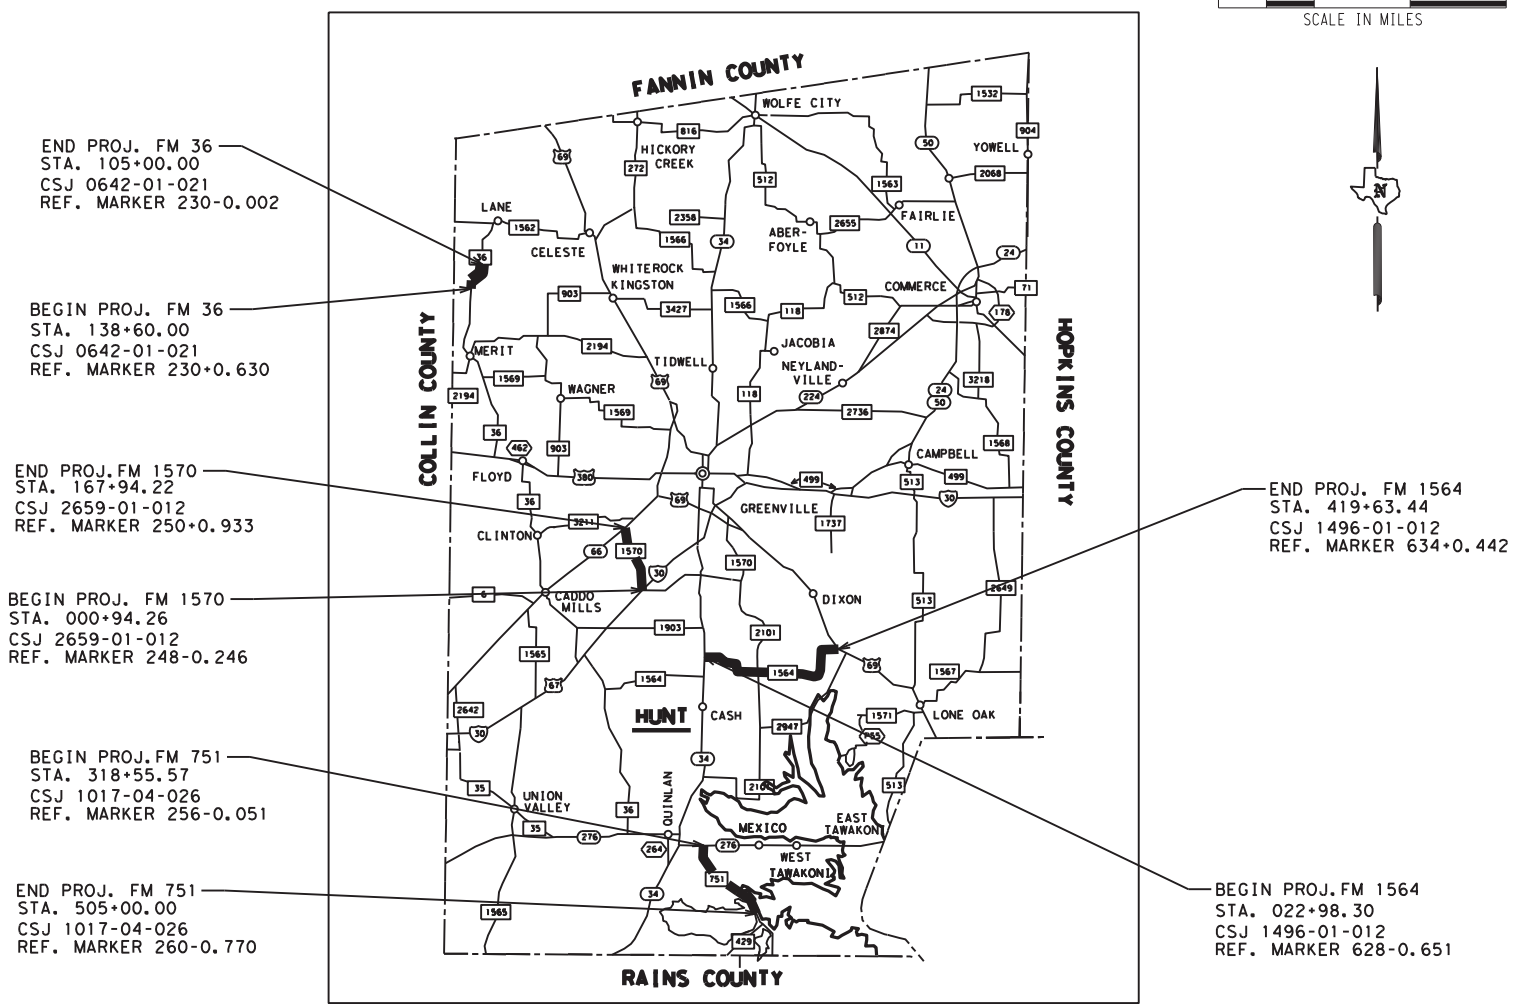 SCALE IN MILES
N
END PROJ. FM 36
STA. 105+00.00
CSJ 0642-01-021
REF. MARKER 230-0.002
BEGIN PROJ. FM 36
STA. 138+60.00
CSJ 0642-01-021
REF. MARKER 230+0.630
END PROJ.FM 1570
STA. 167+94.22
CSJ 2659-01-012
REF. MARKER 250+0.933
BEGIN PROJ. FM 1570
STA. 000+94.26
CSJ 2659-01-012
REF. MARKER 248-0.246
BEGIN PROJ.FM 751
STA. 318+55.57
CSJ 1017-04-026
REF. MARKER 256-0.051
END PROJ. FM 751
STA. 505+00.00
CSJ 1017-04-026
REF. MARKER 260-0.770
END PROJ. FM 1564
STA. 419+63.44
CSJ 1496-01-012
REF. MARKER 634+0.442
BEGIN PROJ.FM 1564
STA. 022+98.30
CSJ 1496-01-012
REF. MARKER 628-0.651
FANNIN COUNTY
COLLIN COUNTY
HOPKINS COUNTY
RAINS COUNTY
HUNT
WOLFE CITY
1532
816
904
HICKORY
CREEK
50
YOWELL
69
272
512
1563
2068
LANE
1562
2358
2655
FAIRLIE
CELESTE
1566
34
ABER-
FOYLE
11
24
36
WHITEROCK
KINGSTON
903
3427
1566
118
512
COMMERCE
71
178
2874
MERIT
2194
TIDWELL
JACOBIA
NEYLAND-
VILLE
1569
69
2194
WAGNER
1569
118
224
24
50
3218
2736
36
462
903
1568
FLOYD
380
CAMPBELL
499
513
499
36
69
GREENVILLE
30
1737
3211
CLINTON
66
1570
30
1570
6
CADDO
MILLS
DIXON
2649
513
1903
2101
1565
1564
1564
69
1567
67
2642
CASH
1571
LONE OAK
30
2947
34
35
2101
513
UNION
VALLEY
36
QUINLAN
35
276
264
MEXICO
EAST
TAWAKONI
276
WEST
TAWAKONI
751
34
1565
429